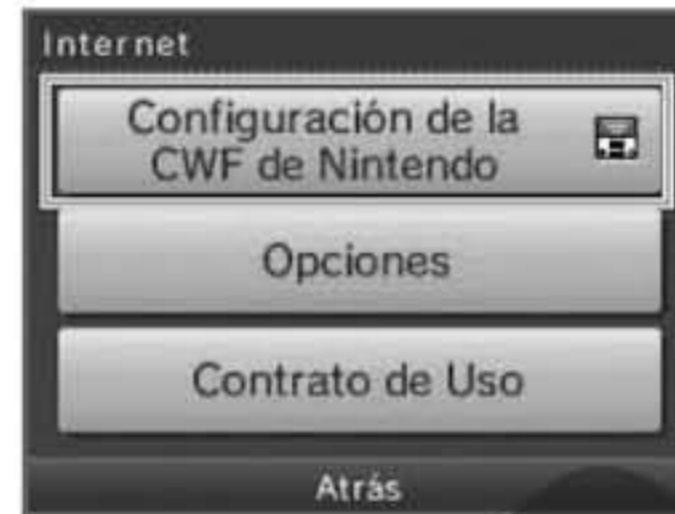 Internet
Configuración de la
CWF de Nintendo
Opciones
Contrato de Uso
Atrás